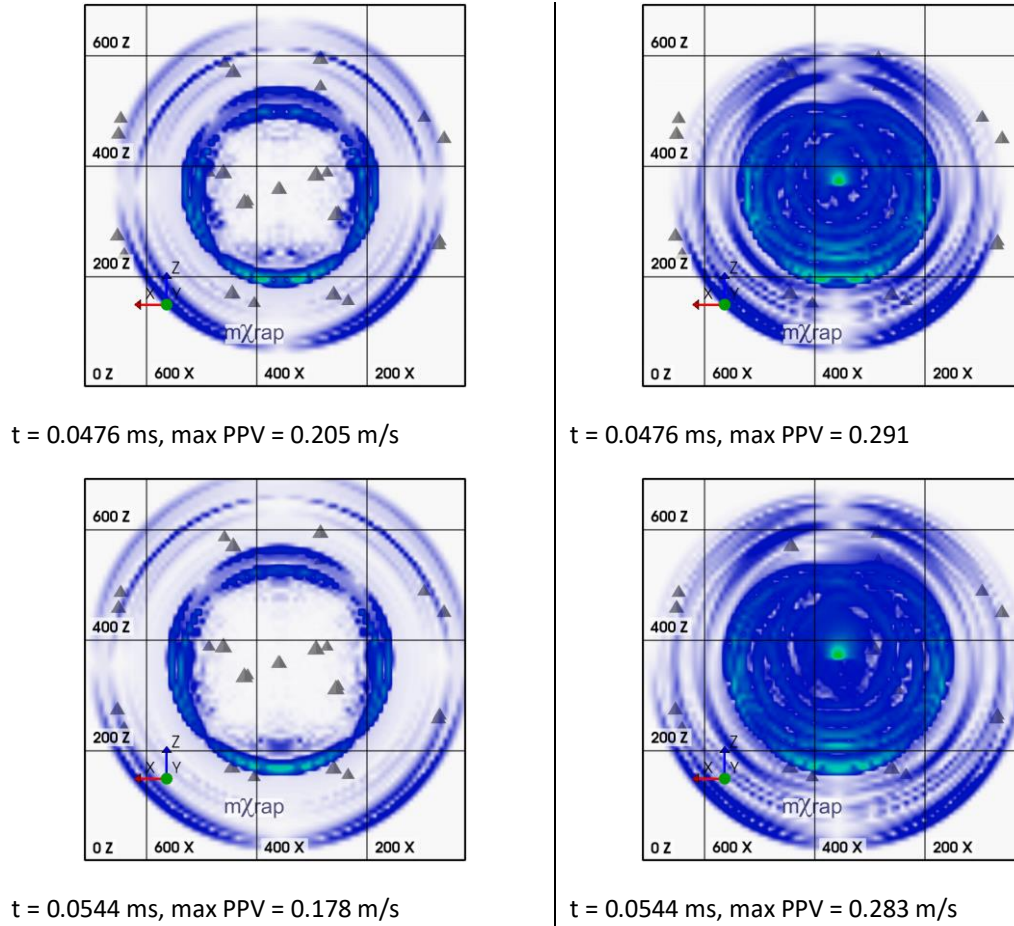 600 Z
400 Z
200 Z
Z
X
Y
mχrap
0 Z 600 X 400 X 200 X
600 Z
400 Z
200 Z
Z
X
Y
mχrap
0 Z 600 X 400 X 200 X
t = 0.0476 ms, max PPV = 0.205 m/s
t = 0.0476 ms, max PPV = 0.291
600 Z
400 Z
200 Z
Z
X
Y
mχrap
0 Z 600 X 400 X 200 X
600 Z
400 Z
200 Z
Z
X
Y
mχrap
0 Z 600 X 400 X 200 X
t = 0.0544 ms, max PPV = 0.178 m/s
t = 0.0544 ms, max PPV = 0.283 m/s